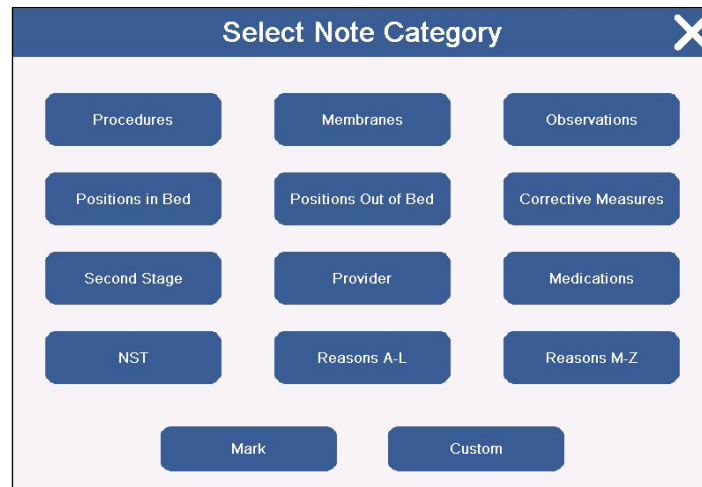 Select Note Category
Procedures Membranes Observations
Positions in Bed Positions Out of Bed Corrective Measures
Second Stage Provider Medications
NST Reasons A-L Reasons M-Z
Mark Custom